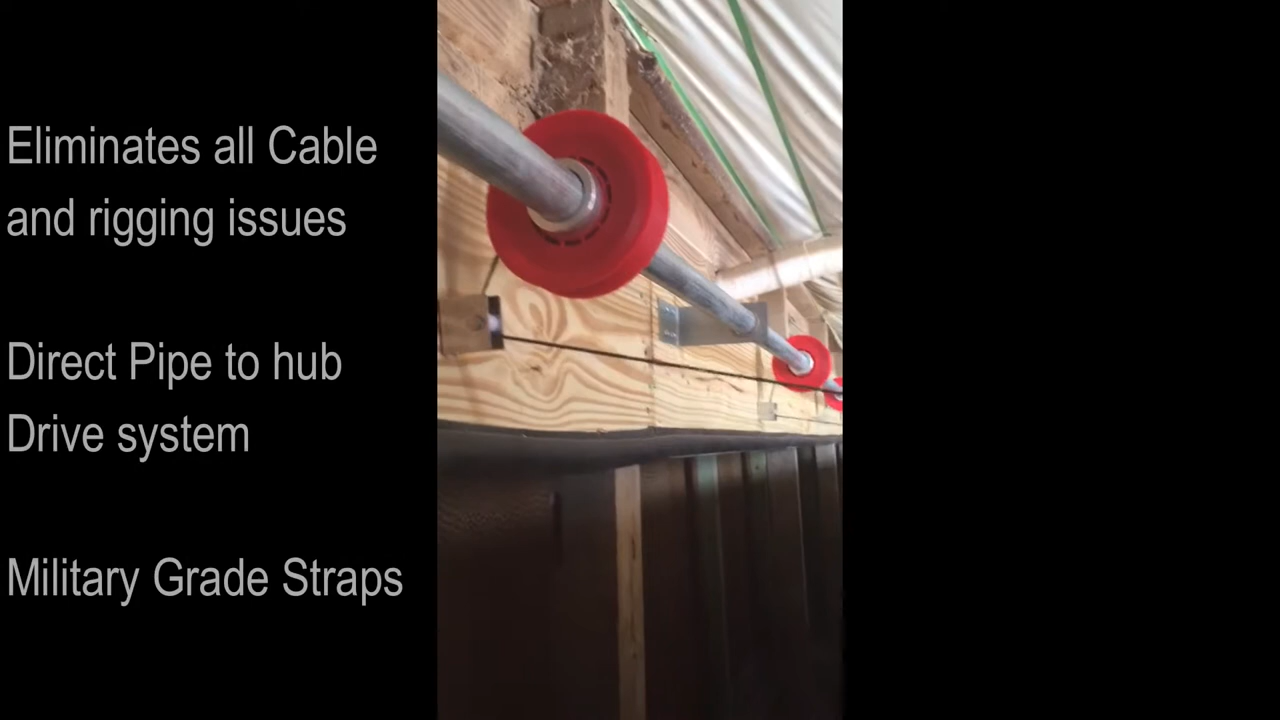 Eliminates all Cable
and rigging issues
Direct Pipe to hub
Drive system
Military Grade Straps